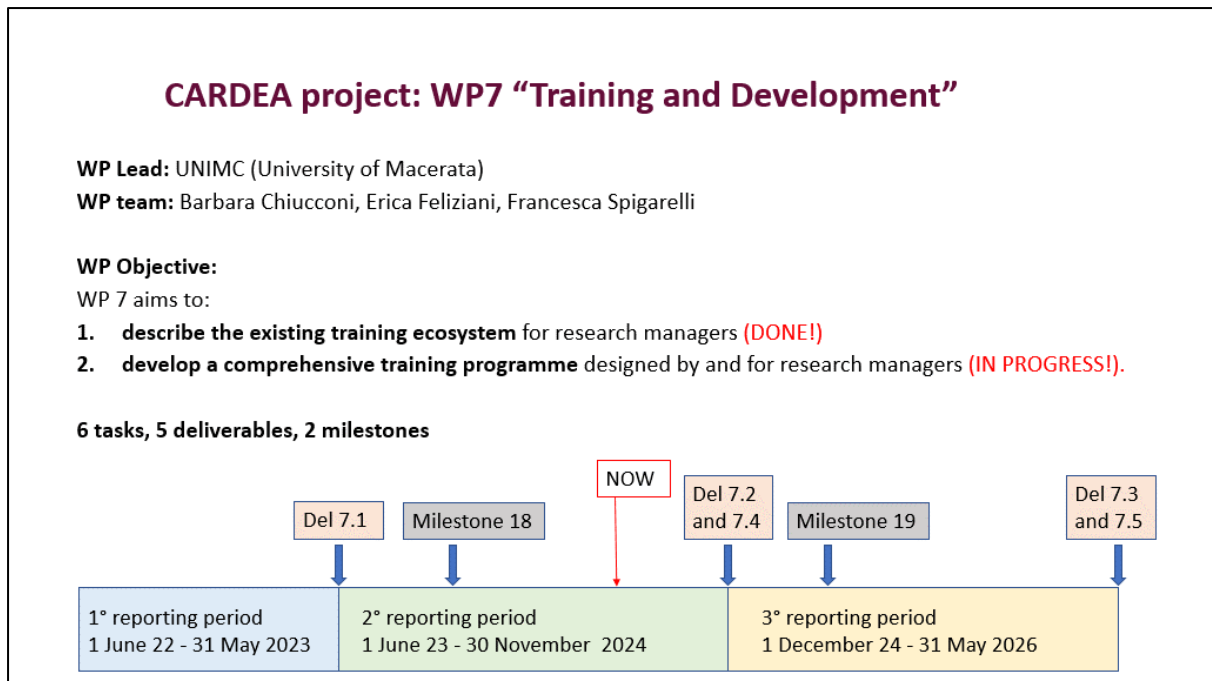 CARDEA project: WP7 “Training and Development”
WP Lead: UNIMC (University of Macerata)
WP team: Barbara Chiucconi, Erica Feliziani, Francesca Spigarelli
WP Objective:
WP 7 aims to:
1. describe the existing training ecosystem for research managers (DONE!)
2. develop a comprehensive training programme designed by and for research managers (IN PROGRESS!).
6 tasks, 5 deliverables, 2 milestones
NOW
Del 7.1
Milestone 18
Del 7.2
and 7.4
Milestone 19
Del 7.3
and 7.5
1° reporting period
1 June 22 - 31 May 2023
2° reporting period
1 June 23 - 30 November 2024
3° reporting period
1 December 24 - 31 May 2026